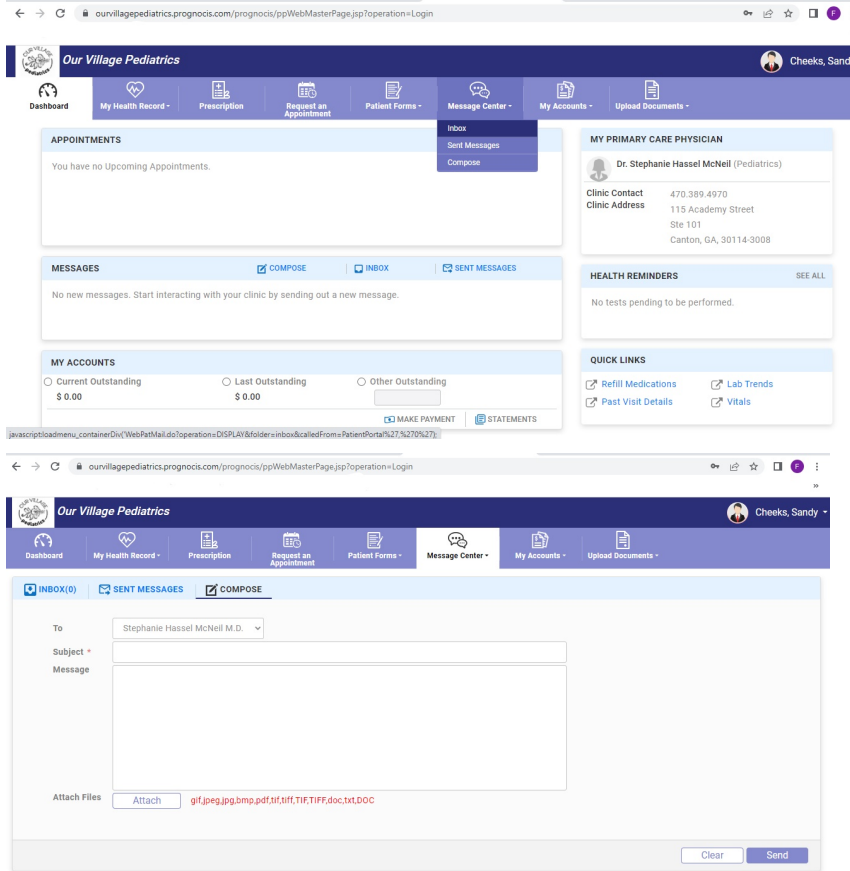 ourvillagepediatrics.prognocis.com/prognocis/ppWebMasterPage.jsp?operation=Login
F
OUR VILLAGE
pediatrics
Our Village Pediatrics
Cheeks, Sand
Dashboard
My Health Record
Prescription
Request an
Appointment
Patient Forms
Message Center
My Accounts
Upload Documents
Inbox
Sent Messages
Compose
APPOINTMENTS
You have no Upcoming Appointments.
MY PRIMARY CARE PHYSICIAN
Dr. Stephanie Hassel McNeil (Pediatrics)
Clinic Contact 470.389.4970
Clinic Address 115 Academy Street
Ste 101
Canton, GA, 30114-3008
MESSAGES COMPOSE INBOX SENT MESSAGES
No new messages. Start interacting with your clinic by sending out a new message.
HEALTH REMINDERS SEE ALL
No tests pending to be performed.
MY ACCOUNTS
Current Outstanding Last Outstanding Other Outstanding
$ 0.00 $ 0.00
MAKE PAYMENT STATEMENTS
QUICK LINKS
Refill Medications Lab Trends
Past Visit Details Vitals
javascript:loadmenu_containerDiv('WebPatMail.do?operation=DISPLAY&folder=inbox&calledFrom=PatientPortal%27,%270%27);
ourvillagepediatrics.prognocis.com/prognocis/ppWebMasterPage.jsp?operation=Login
F
»
OUR VILLAGE
pediatrics
Our Village Pediatrics
Cheeks, Sandy
Dashboard
My Health Record
Prescription
Request an
Appointment
Patient Forms
Message Center
My Accounts
Upload Documents
INBOX(0) SENT MESSAGES COMPOSE
To Stephanie Hassel McNeil M.D.
Subject *
Message
Attach Files Attach gif,jpeg,jpg,bmp,pdf,tif,tiff,TIF,TIFF,doc,txt,DOC
Clear Send